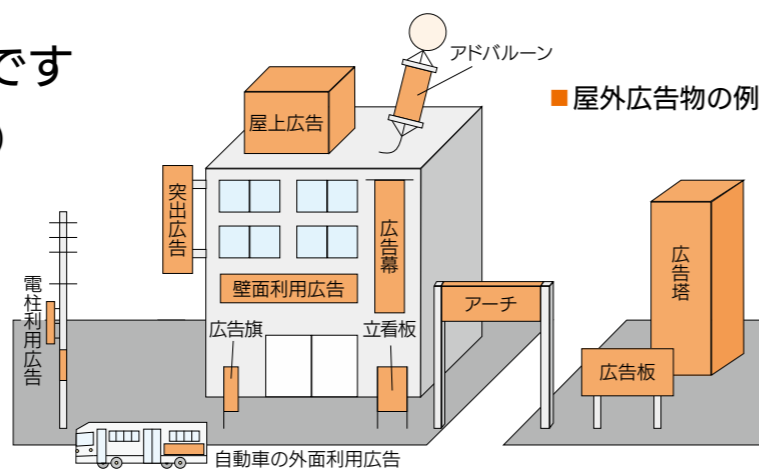 です
）
■屋外広告物の例
アドバルーン
屋上広告
突出広告
広告幕
壁面利用広告
電柱利用広告
広告旗
立看板
アーチ
広告塔
広告板
自動車の外面利用広告